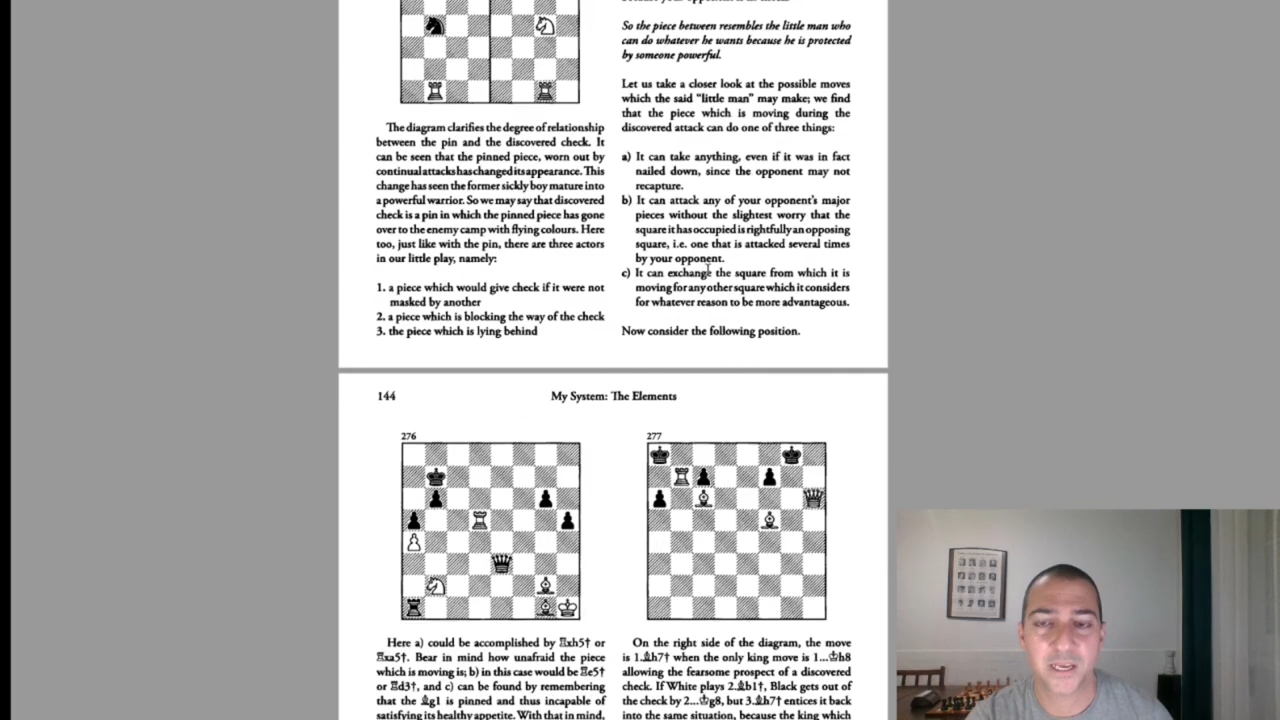 The diagram clarifies the degree of relationship
between the pin and the discovered check. It
can be seen that the pinned piece, worn out by
continual attacks has changed its appearance. This
change has seen the former sickly boy mature into
a powerful warrior. So we may say that discovered
check is a pin in which the pinned piece has gone
over to the enemy camp with flying colours. Here
too, just like with the pin, there are three actors
in our little play, namely:
1. a piece which would give check if it were not
masked by another
2. a piece which is blocking the way of the check
3. the piece which is lying behind
So the piece between resembles the little man who
can do whatever he wants because he is protected
by someone powerful.
Let us take a closer look at the possible moves
which the said "little man" may make; we find
that the piece which is moving during the
discovered attack can do one of three things:
a) It can take anything, even if it was in fact
nailed down, since the opponent may not
recapture.
b) It can attack any of your opponent's major
pieces without the slightest worry that the
square it has occupied is rightfully an opposing
square, i.e. one that is attacked several times
by your opponent.
c) It can exchange the square from which it is
moving for any other square which it considers
for whatever reason to be more advantageous.
Now consider the following position.
144
My System: The Elements
276
277
Here a) could be accomplished by ♖xh5† or
♖xa5†. Bear in mind how unafraid the piece
which is moving is; b) in this case would be ♖e5†
or ♖d3†, and c) can be found by remembering
that the ♗g1 is pinned and thus incapable of
satisfying its healthy appetite. With that in mind,
On the right side of the diagram, the move
is 1.♗h7† when the only king move is 1...♔h8
allowing the fearsome prospect of a discovered
check. If White plays 2.♗b1†, Black gets out of
the check by 2...♔g8, but 3.♗h7† entices it back
into the same situation, because the king which